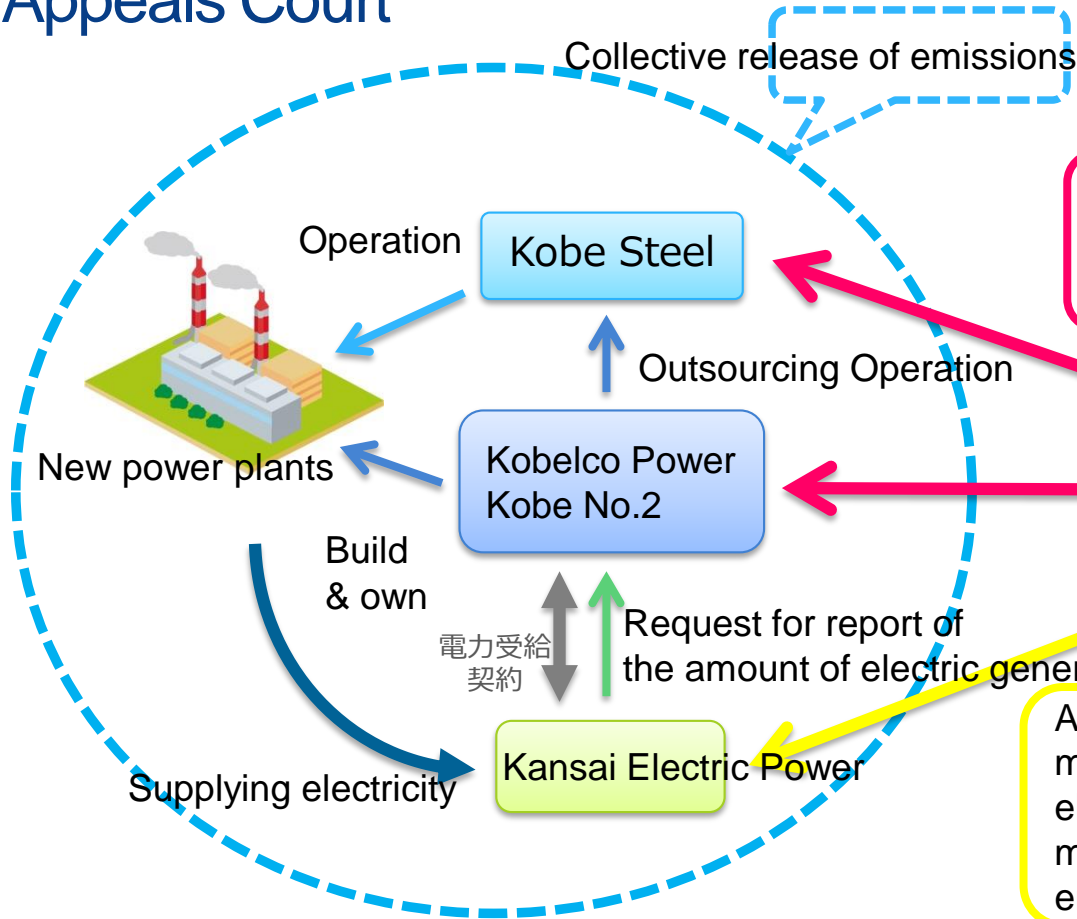 Appeals Court
Collective release of emissions
Operation
Kobe Steel
Outsourcing Operation
New power plants
Kobelco Power
Kobe No.2
Build
& own
電力受給
契約
Request for report of
the amount of electric
Supplying electricity
Kansai Electric Power